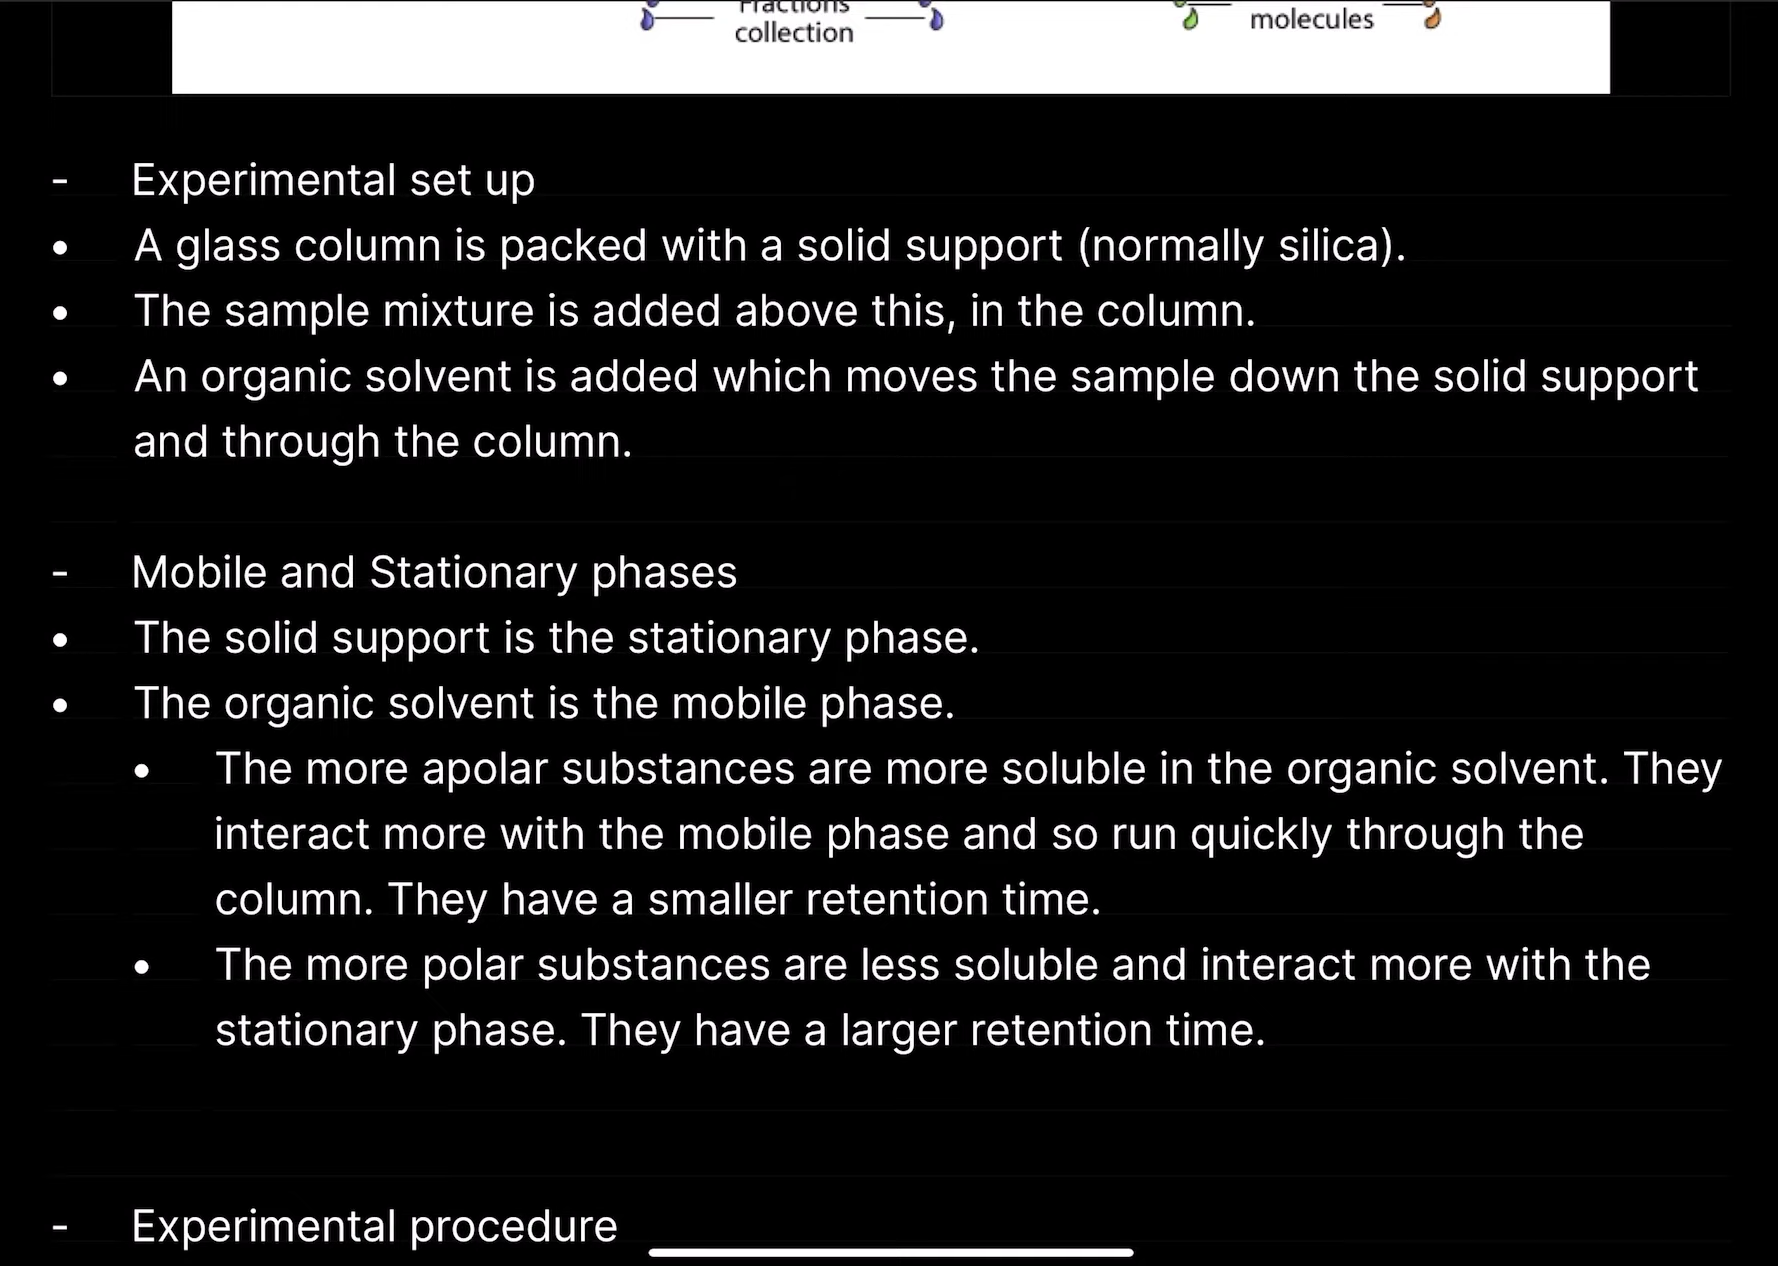 Fractions
collection
molecules
- Experimental set up
• A glass column is packed with a solid support (normally silica).
• The sample mixture is added above this, in the column.
• An organic solvent is added which moves the sample down the solid support
and through the column.
- Mobile and Stationary phases
• The solid support is the stationary phase.
• The organic solvent is the mobile phase.
• The more apolar substances are more soluble in the organic solvent. They
interact more with the mobile phase and so run quickly through the
column. They have a smaller retention time.
• The more polar substances are less soluble and interact more with the
stationary phase. They have a larger retention time.
- Experimental procedure